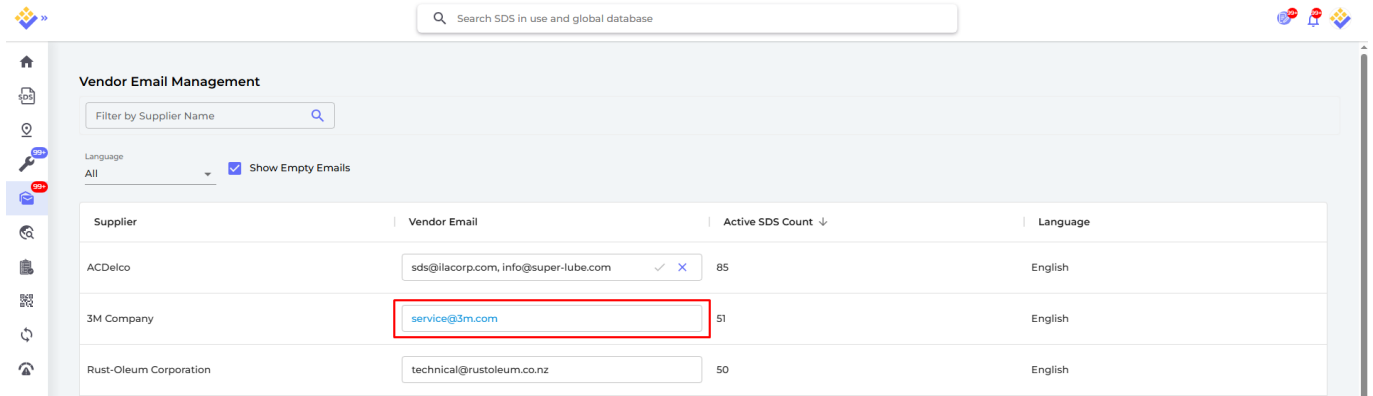 »
Search SDS in use and global database
99+
99+
Vendor Email Management
SDS
Filter by Supplier Name
99+
Language
All
Show Empty Emails
99+
Supplier Vendor Email Active SDS Count Language
ACDelco sds@ilacorp.com, info@super-lube.com 85 English
3M Company service@3m.com 51 English
Rust-Oleum Corporation technical@rustoleum.co.nz 50 English